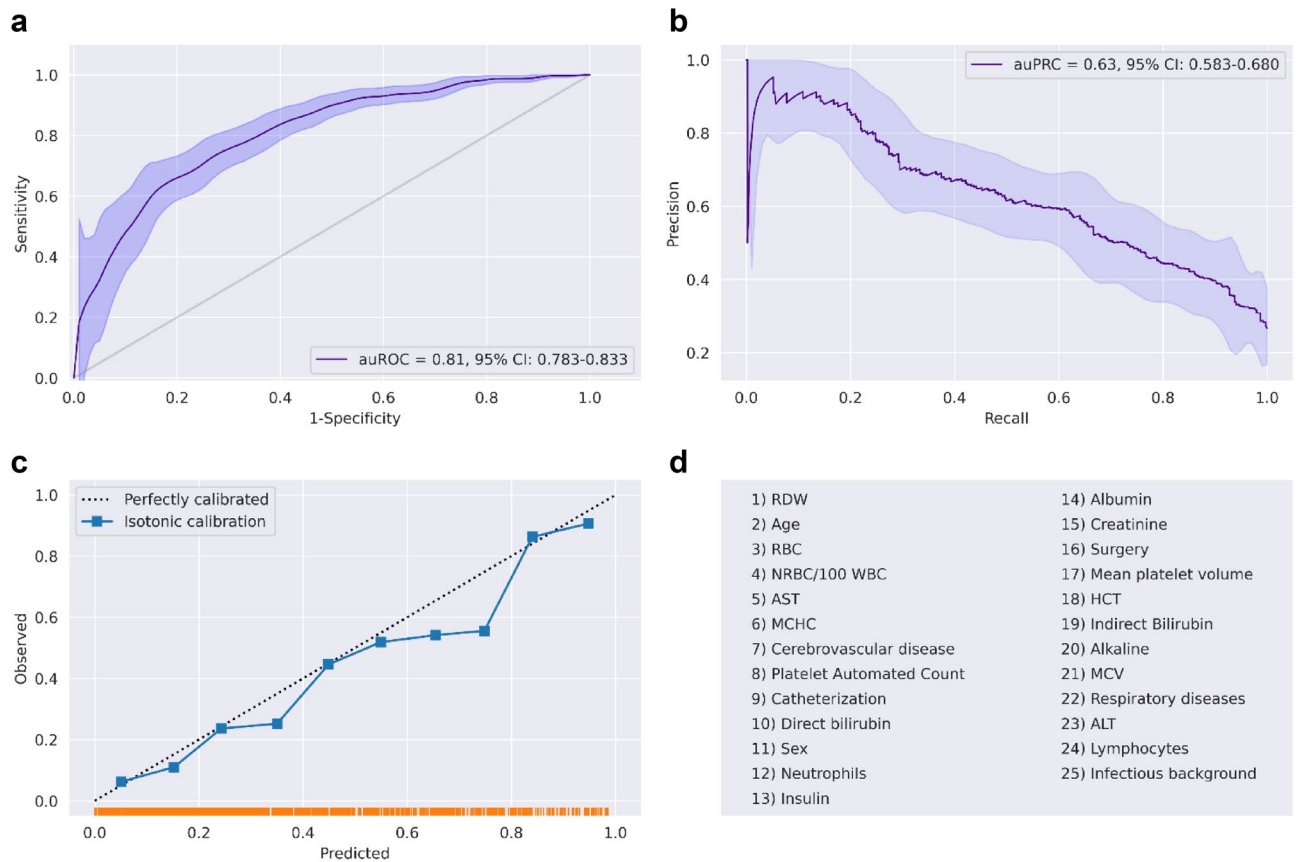 a
1.0
0.8
0.6
0.4
0.2
0.0
Sensitivity
auROC = 0.81, 95% CI: 0.783-0.833
0.0 0.2 0.4 0.6 0.8 1.0
1-Specificity
b
1.0
0.8
0.6
0.4
0.2
Precision
auPRC = 0.63, 95% CI: 0.583-0.680
0.0 0.2 0.4 0.6 0.8 1.0
Recall
c
1.0
0.8
0.6
0.4
0.2
0.0
Observed
Perfectly calibrated
Isotonic calibration
0.0 0.2 0.4 0.6 0.8 1.0
Predicted
d
1) RDW
2) Age
3) RBC
4) NRBC/100 WBC
5) AST
6) MCHC
7) Cerebrovascular disease
8) Platelet Automated Count
9) Catheterization
10) Direct bilirubin
11) Sex
12) Neutrophils
13) Insulin
14) Albumin
15) Creatinine
16) Surgery
17) Mean platelet volume
18) HCT
19) Indirect Bilirubin
20) Alkaline
21) MCV
22) Respiratory diseases
23) ALT
24) Lymphocytes
25) Infectious background